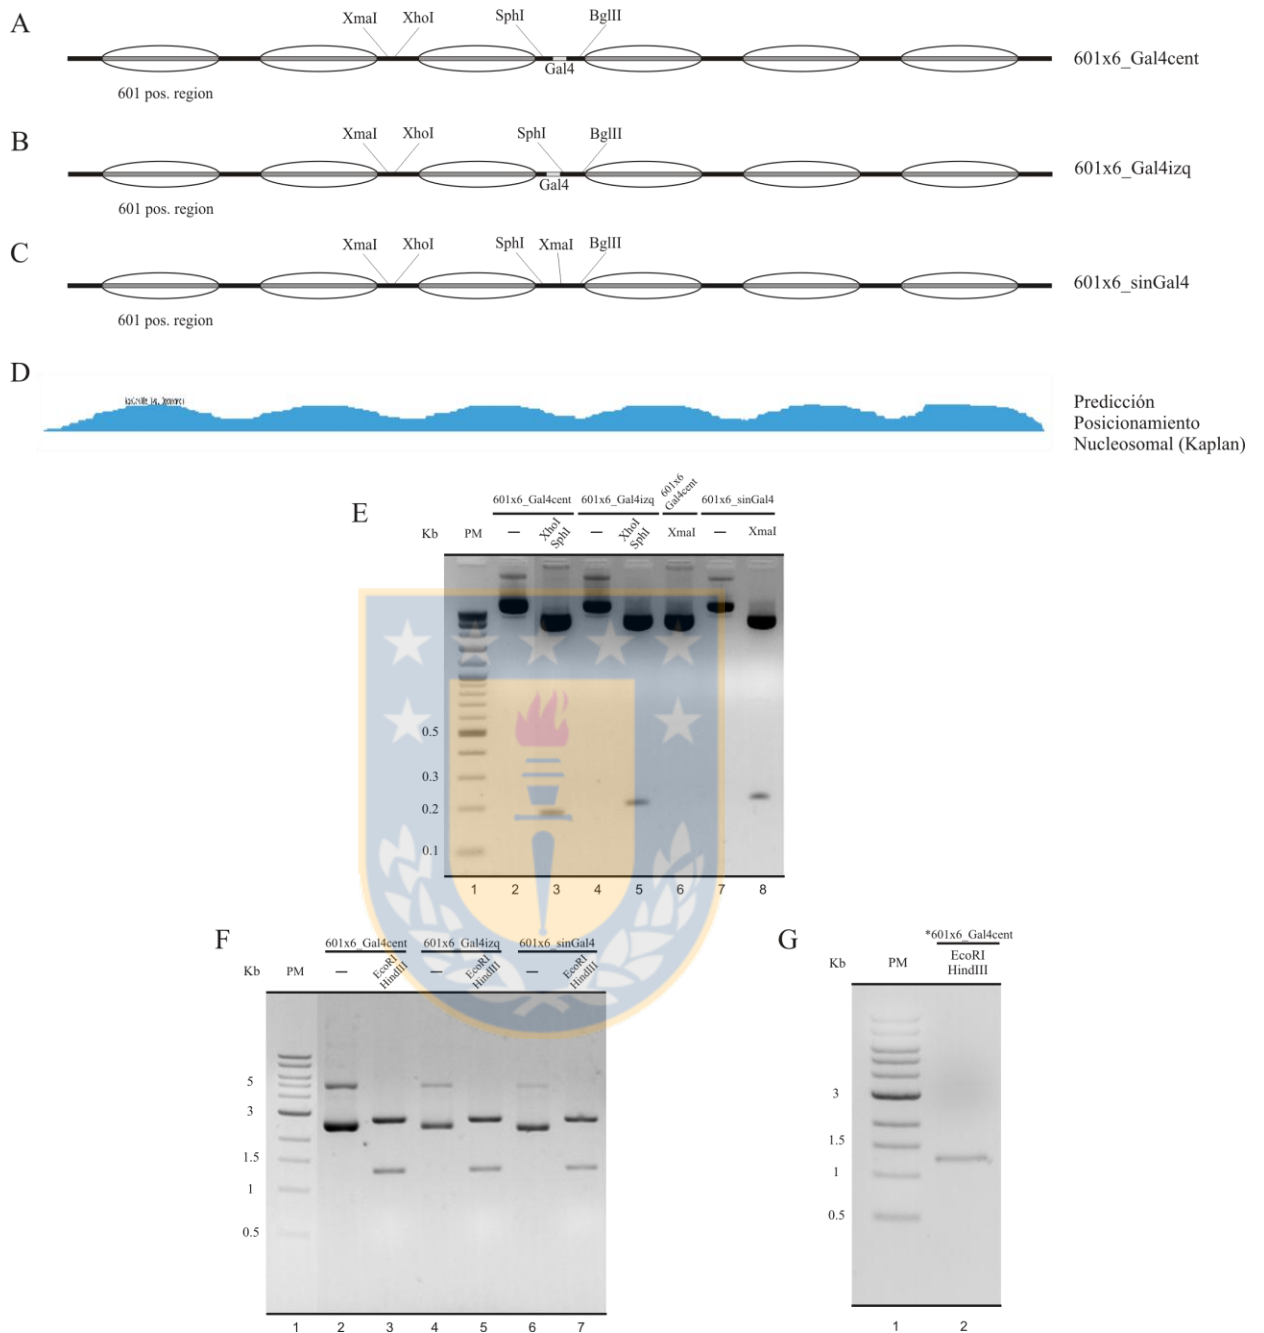 A
XmaI XhoI SphI BglII
Gal4
601x6_Gal4cent
601 pos. region
B
XmaI XhoI SphI BglII
Gal4
601x6_Gal4izq
601 pos. region
C
XmaI XhoI SphI XmaI BglII
601x6_sinGal4
601 pos. region
D
Predicción
Posicionamiento
Nucleosomal (Kaplan)
E
601x6_Gal4cent 601x6_Gal4izq 601x6 Gal4cent 601x6_sinGal4
Kb PM – XhoI SphI – XhoI SphI XmaI – XmaI
0.5
0.3
0.2
0.1
1 2 3 4 5 6 7 8
F
601x6_Gal4cent 601x6_Gal4izq 601x6_sinGal4
Kb PM – EcoRI HindIII – EcoRI HindIII – EcoRI HindIII
5
3
1.5
1
0.5
1 2 3 4 5 6 7
G
*601x6_Gal4cent
Kb PM EcoRI
HindIII
3
1.5
1
0.5
1 2